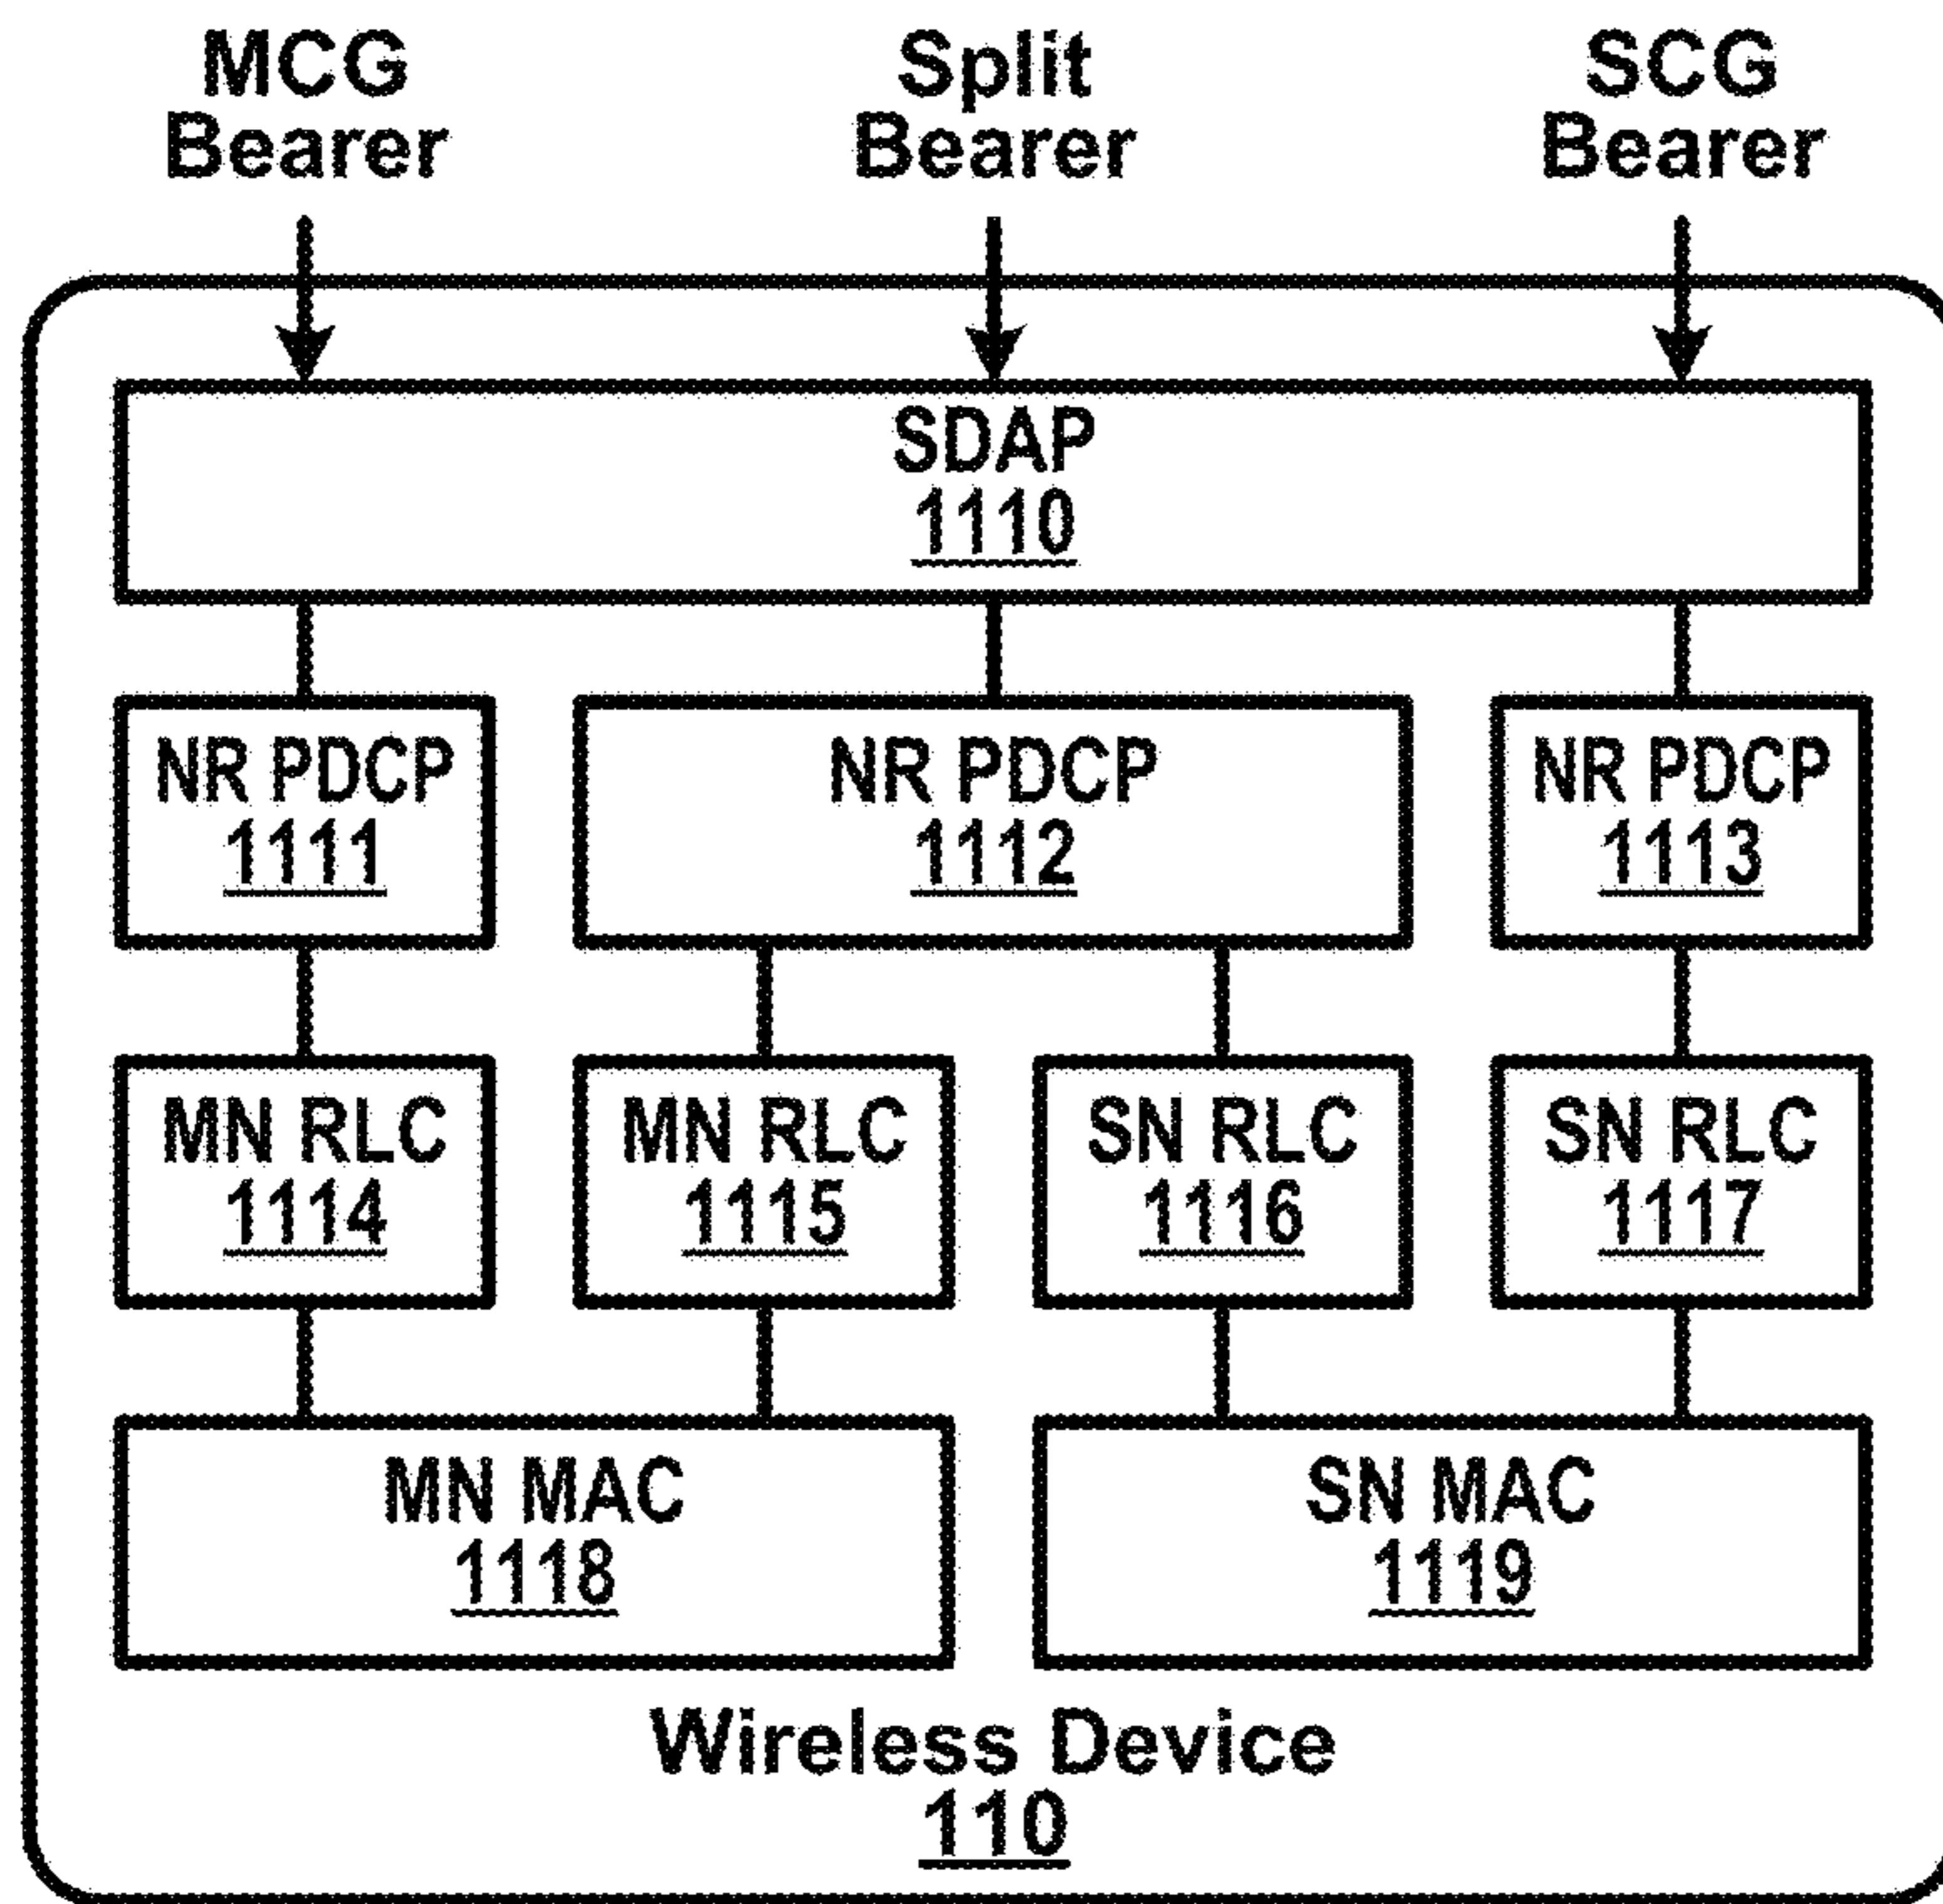 MCG
Bearer
Split
Bearer
SCG
Bearer
SDAP
1110
NR PDCP
1111
NR PDCP
1112
NR PDCP
1113
MN RLC
1114
MN RLC
1115
SN RLC
1116
SN RLC
1117
MN MAC
1118
SN MAC
1119
Wireless Device
110